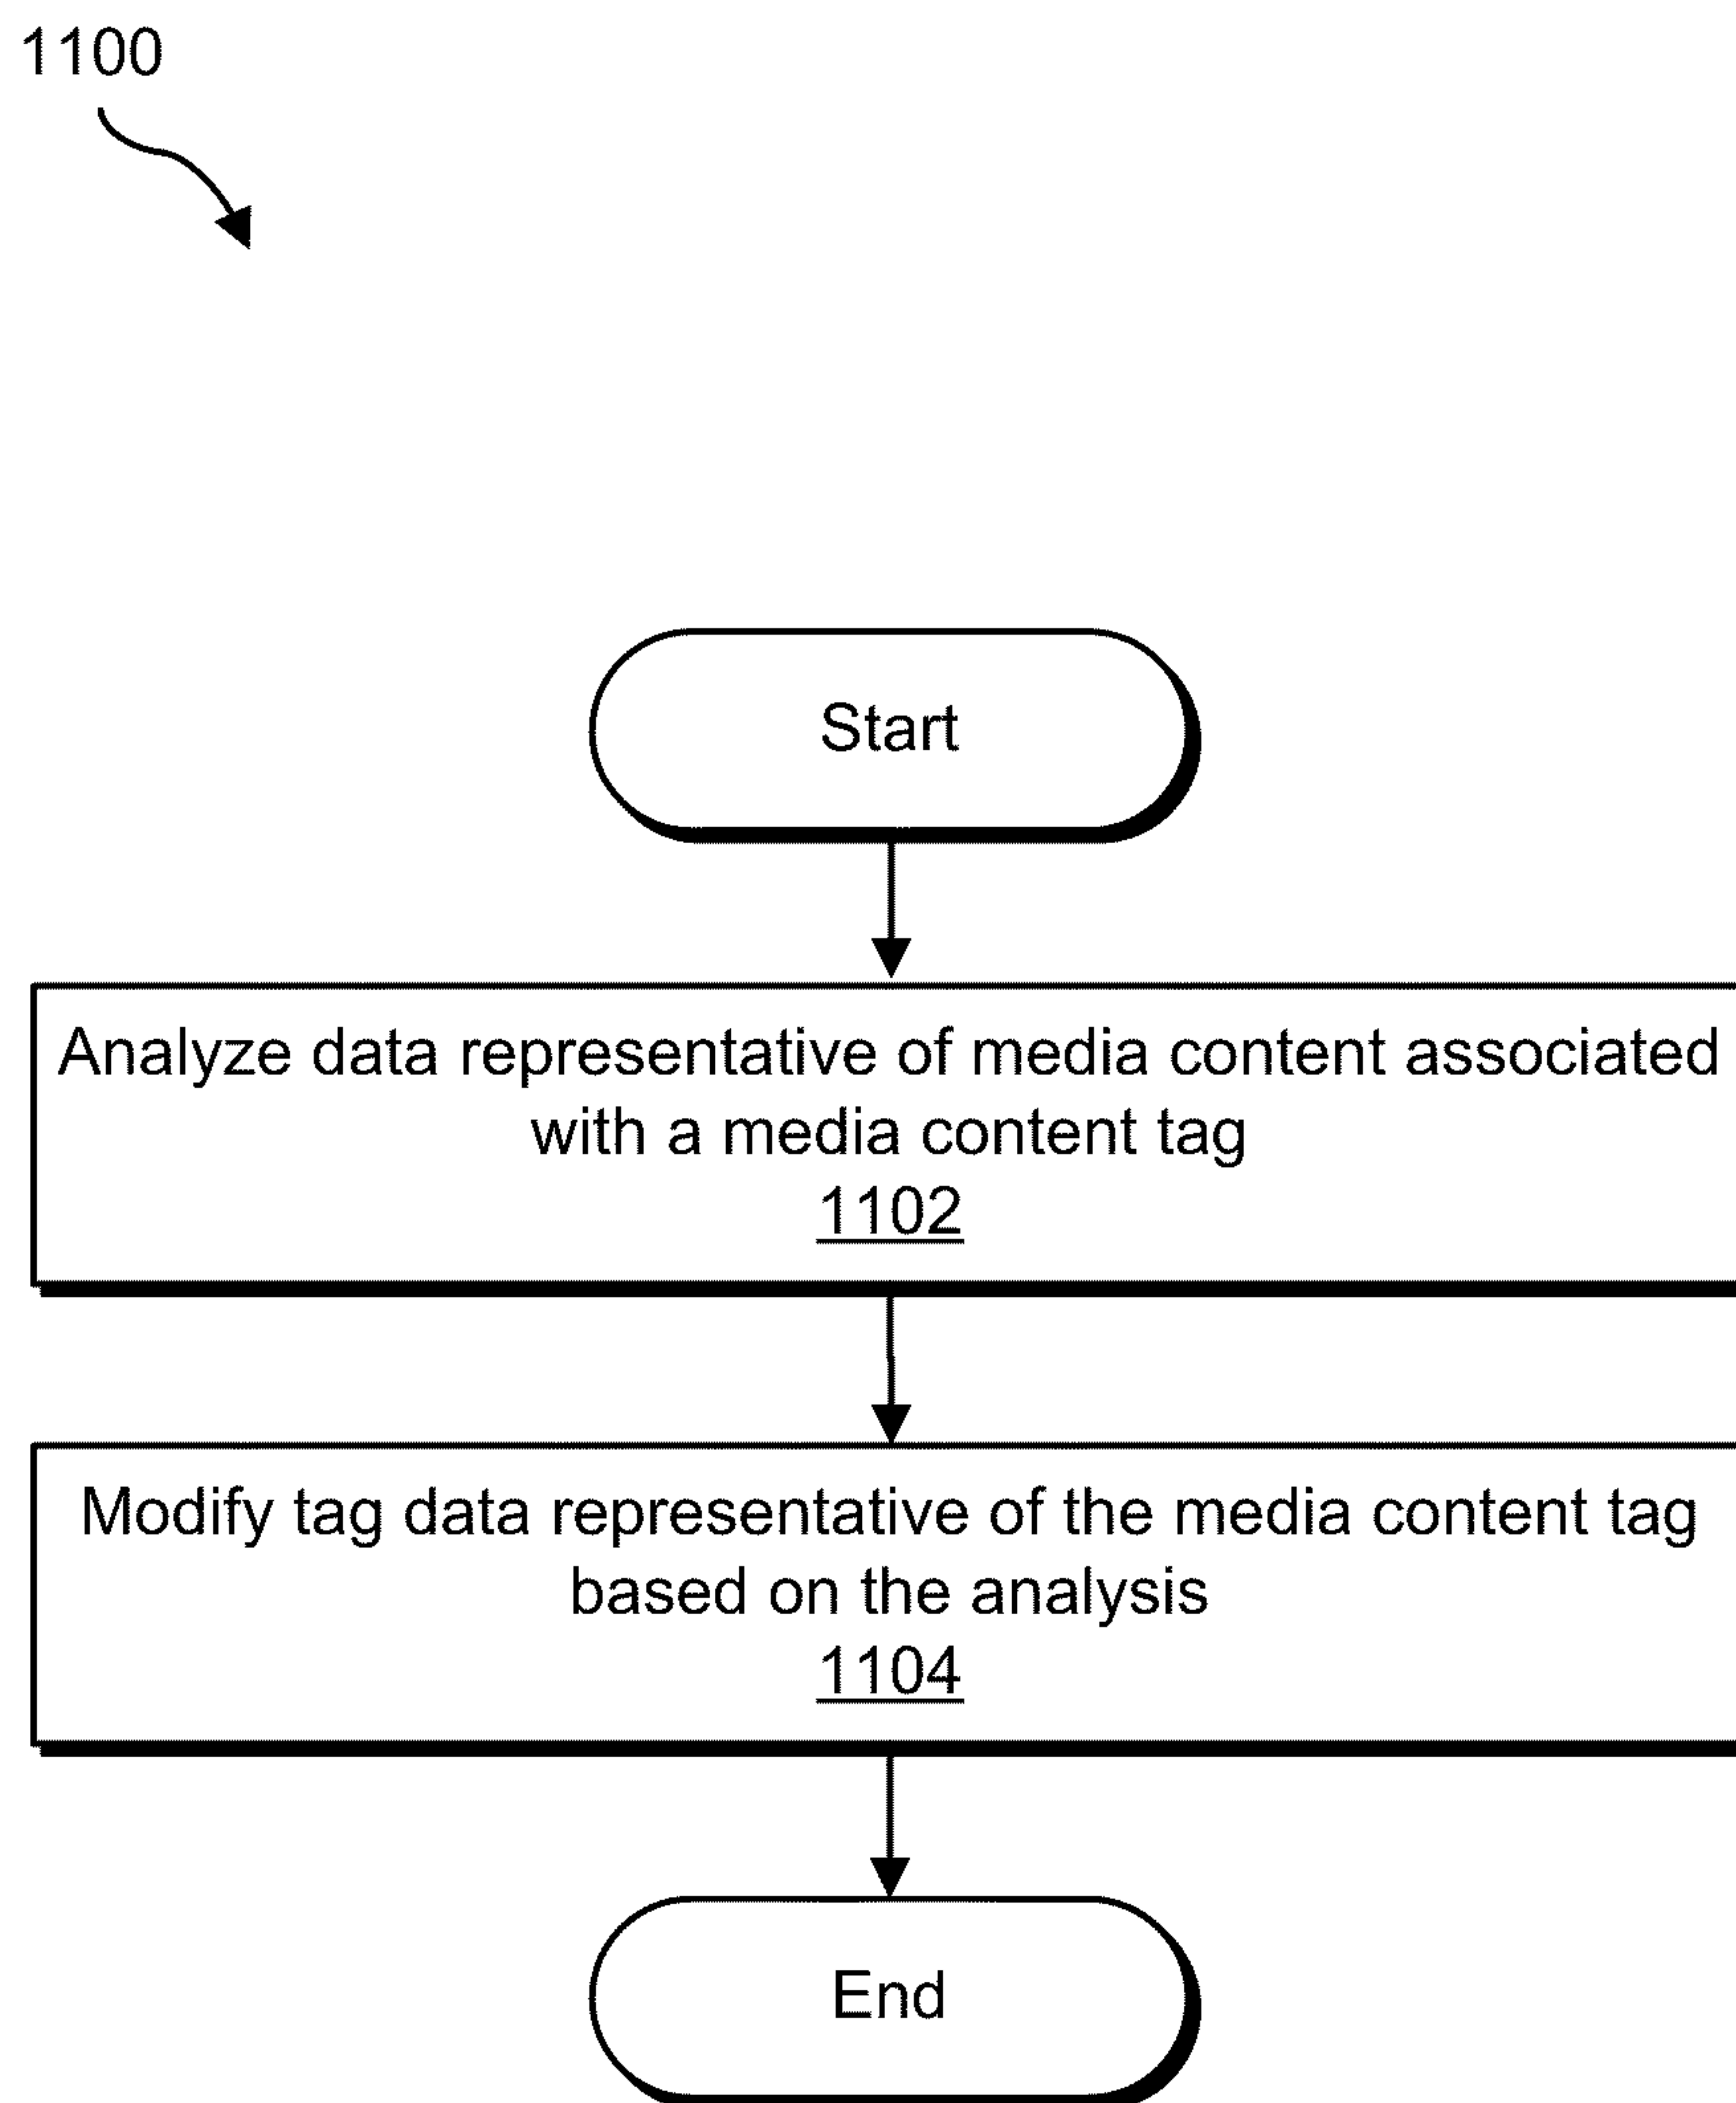 1100
Start
Analyze data representative of media content associated
with a media content tag
1102
Modify tag data representative of the media content tag
based on the analysis
1104
End